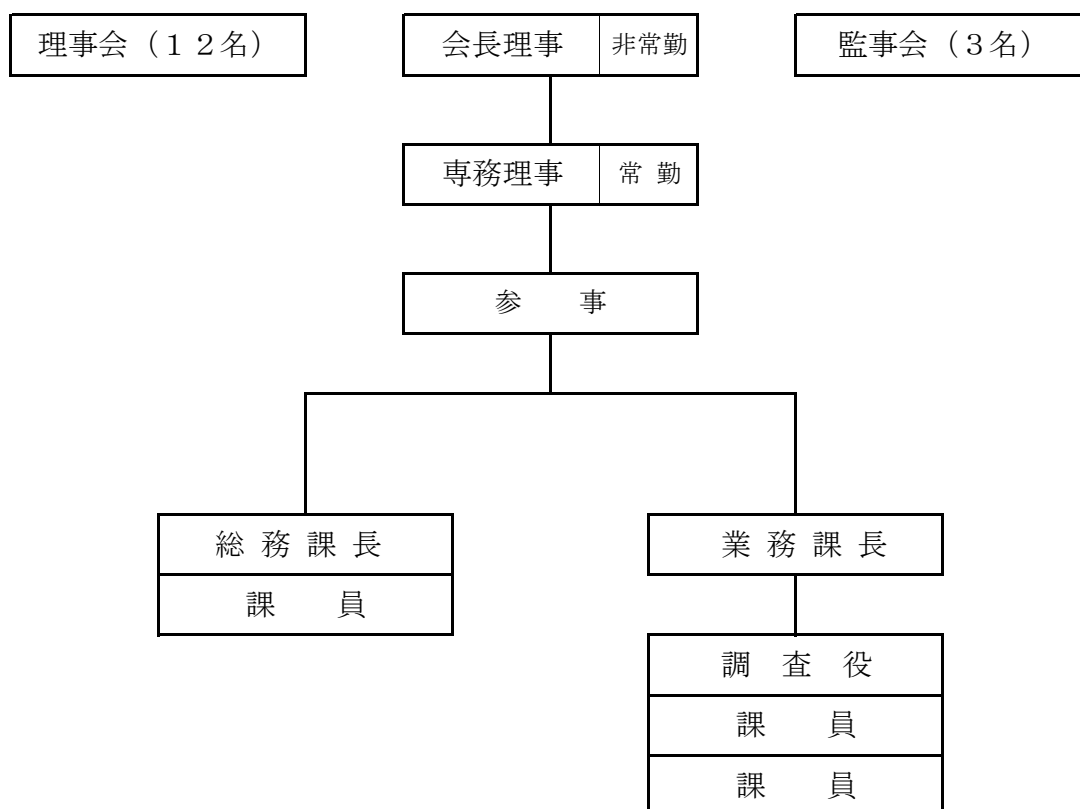 理事会（１２名）
会長理事 非常勤
監事会（３名）
専務理事 常 勤
参　　事
総 務 課 長
課　　員
業 務 課 長
調　査　役
課　　員
課　　員